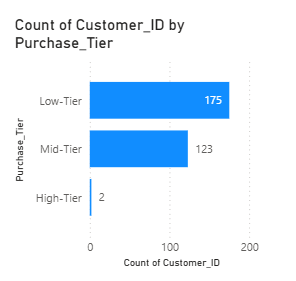 Count of Customer_ID by
Purchase_Tier
Purchase_Tier
Low-Tier
175
Mid-Tier
123
High-Tier
2
0
100
200
Count of Customer_ID